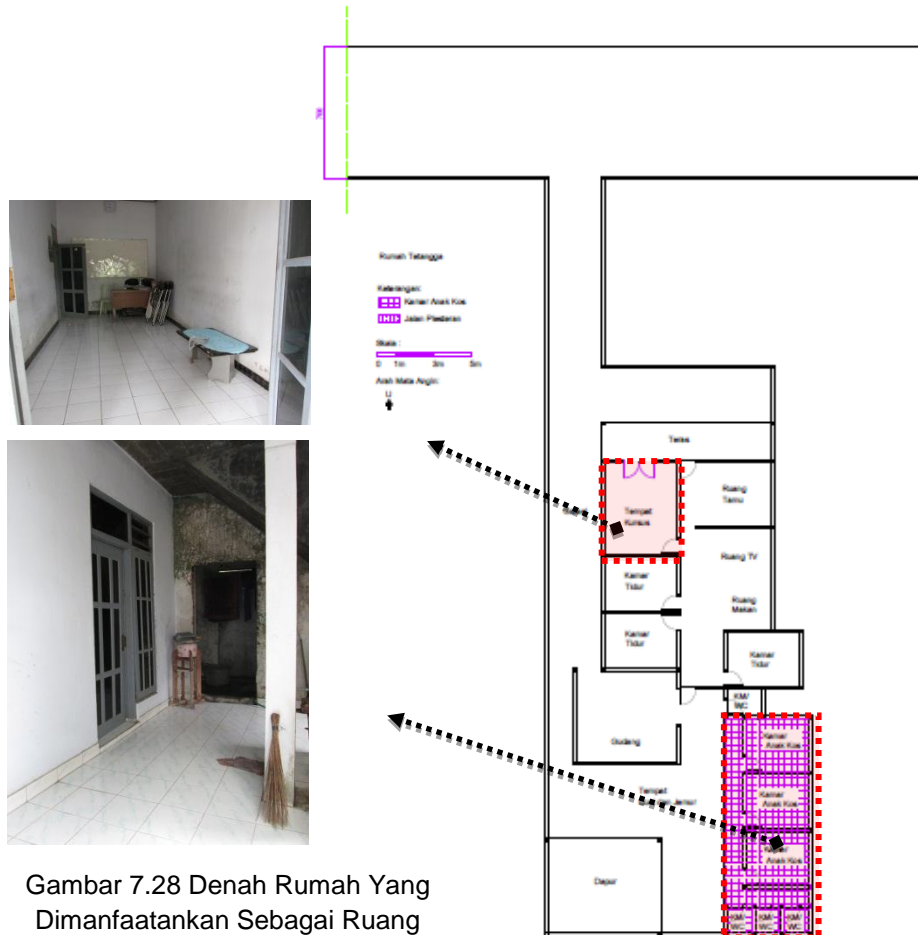 Rumah Tetangga
Keterangan:
Kamar Anak Kos
Jalan Plesteran
Skala :
0 1m 3m 5m
Arah Mata Angin:
U
Teras
Ruang
Tamu
Tempat
Kursus
Ruang TV
Kamar
Tidur
Ruang
Makan
Kamar
Tidur
Kamar
Tidur
KM/
WC
Gudang
Kamar
Anak Kos
Tempat
Jemur
Kamar
Anak Kos
Anak Kos
Dapur
KM/
WC
KM/
WC
KM/
WC
Gambar 7.28 Denah Rumah Yang
Dimanfaatankan Sebagai Ruang